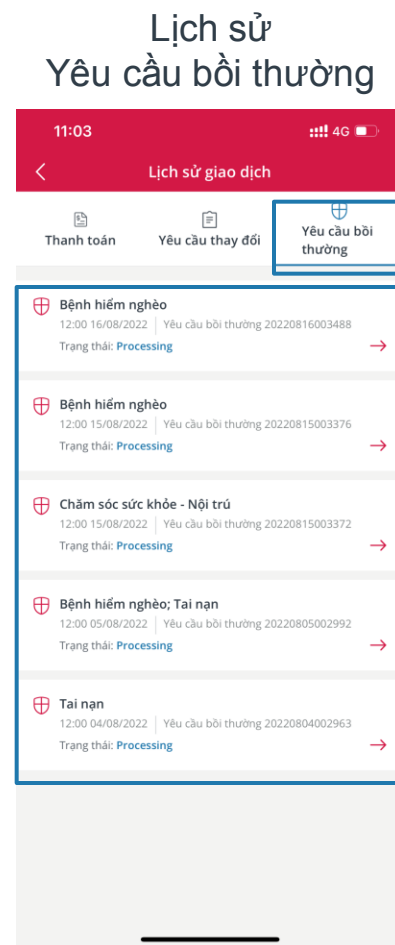 Lịch sử
Yêu cầu bồi thường
11:03
4G
Lịch sử giao dịch
Thanh toán
Yêu cầu thay đổi
Yêu cầu bồi
thường
Bệnh hiểm nghèo
12:00 16/08/2022 | Yêu cầu bồi thường 20220816003488
Trạng thái: Processing
Bệnh hiểm nghèo
12:00 15/08/2022 | Yêu cầu bồi thường 20220815003376
Trạng thái: Processing
Chăm sóc sức khỏe - Nội trú
12:00 15/08/2022 | Yêu cầu bồi thường 20220815003372
Trạng thái: Processing
Bệnh hiểm nghèo; Tai nạn
12:00 05/08/2022 | Yêu cầu bồi thường 20220805002992
Trạng thái: Processing
Tai nạn
12:00 04/08/2022 | Yêu cầu bồi thường 20220804002963
Trạng thái: Processing